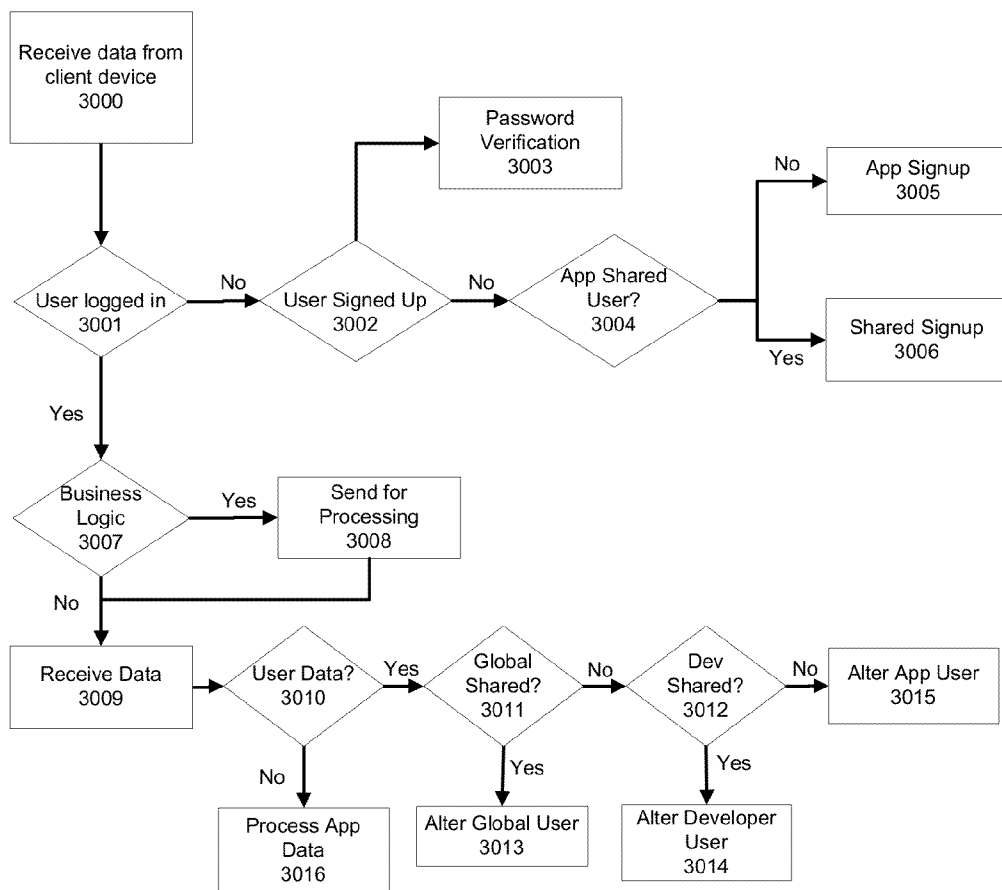 Receive data from
client device
3000
Password
Verification
3003
No
App Signup
3005
User logged in
3001
No
User Signed Up
3002
No
App Shared
User?
3004
Yes
Shared Signup
3006
Yes
Business
Logic
3007
Yes
Send for
Processing
3008
No
Receive Data
3009
User Data?
3010
Yes
Global
Shared?
3011
No
Dev
Shared?
3012
No
Alter App User
3015
No
Yes
Yes
Process App
Data
3016
Alter Global User
3013
Alter Developer
User
3014